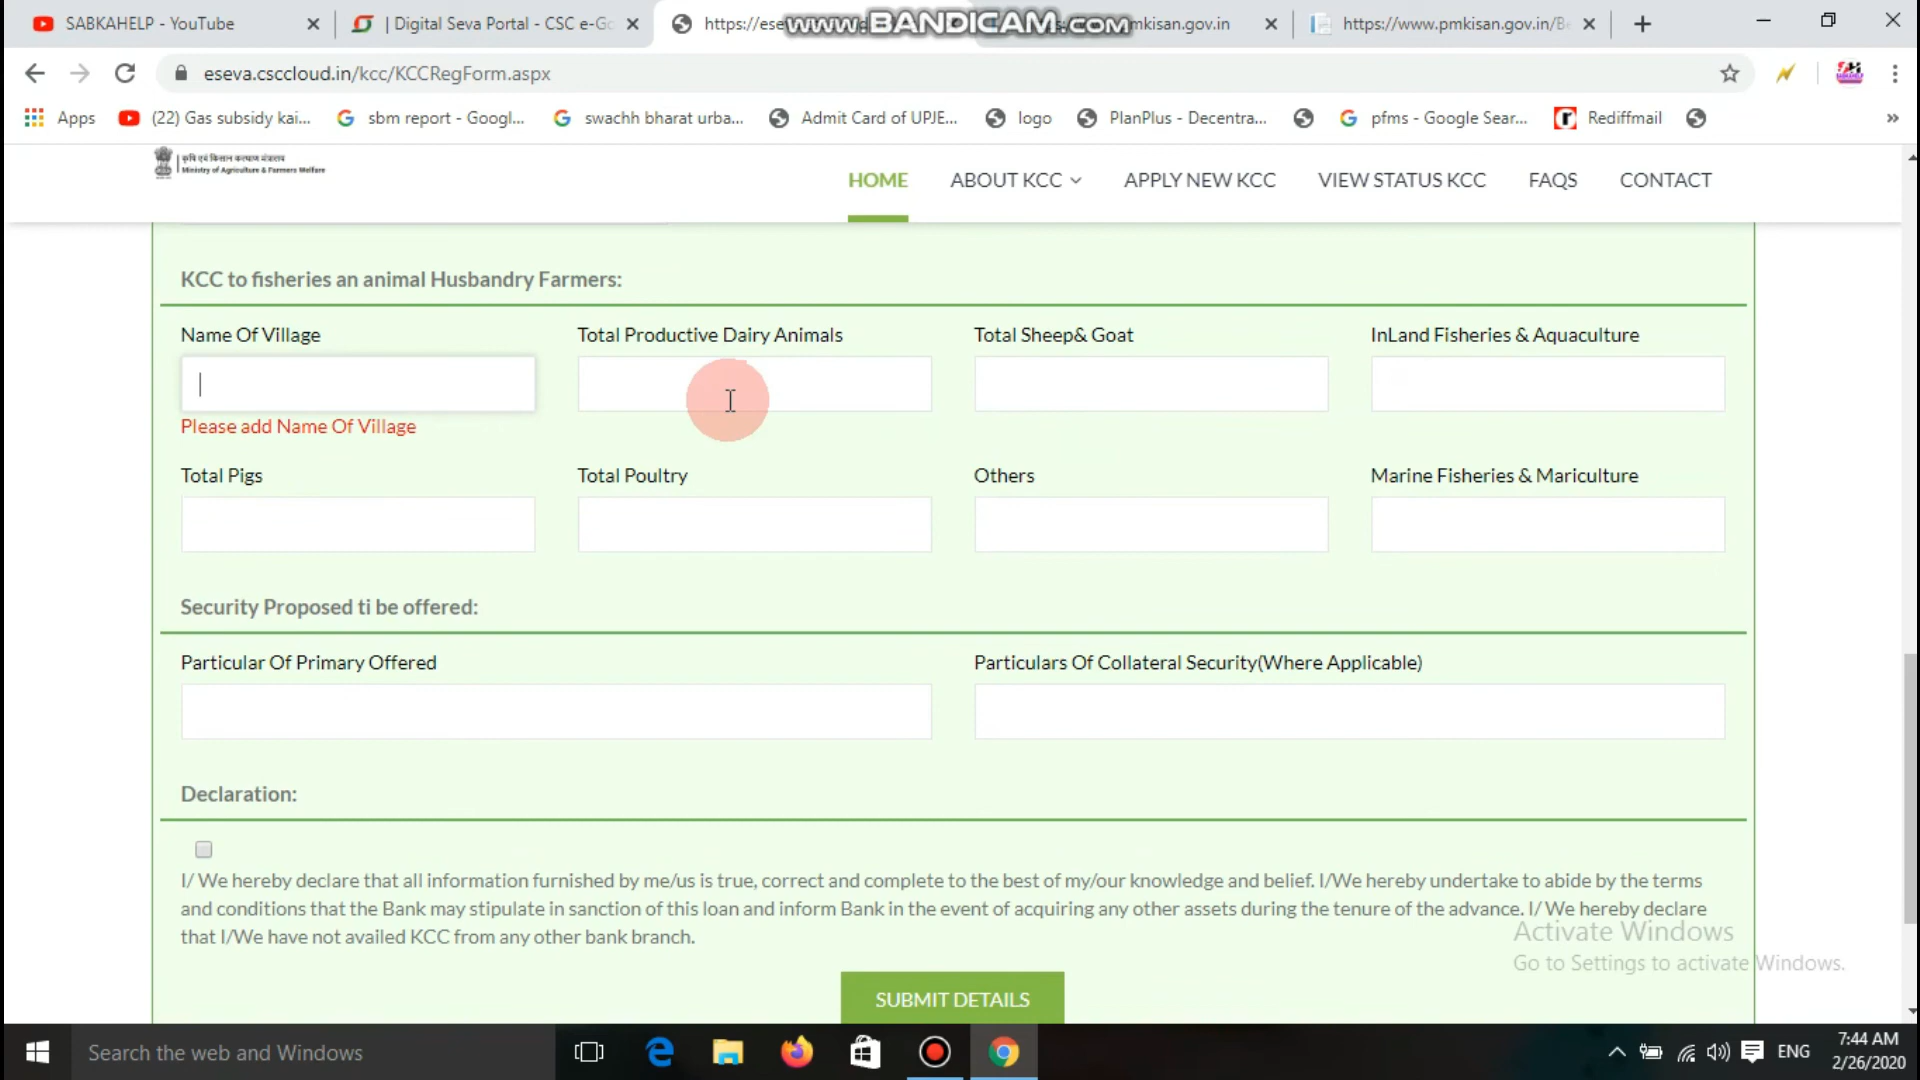 SABKAHELP - YouTube
| Digital Seva Portal - CSC e-Go
https://ese
mkisan.gov.in
https://www.pmkisan.gov.in/Be
www.BANDICAM.com
eseva.csccloud.in/kcc/KCCRegForm.aspx
Apps
(22) Gas subsidy kai...
sbm report - Googl...
swachh bharat urba...
Admit Card of UPJE...
logo
PlanPlus - Decentra...
pfms - Google Sear...
Rediffmail
»
कृषि एवं किसान कल्याण मंत्रालय
Ministry of Agriculture & Farmers Welfare
HOME
ABOUT KCC
APPLY NEW KCC
VIEW STATUS KCC
FAQS
CONTACT
KCC to fisheries an animal Husbandry Farmers:
Name Of Village
Total Productive Dairy Animals
Total Sheep& Goat
InLand Fisheries & Aquaculture
Please add Name Of Village
Total Pigs
Total Poultry
Others
Marine Fisheries & Mariculture
Security Proposed ti be offered:
Particular Of Primary Offered
Particulars Of Collateral Security(Where Applicable)
Declaration:
I/ We hereby declare that all information furnished by me/us is true, correct and complete to the best of my/our knowledge and belief. I/We hereby undertake to abide by the terms
and conditions that the Bank may stipulate in sanction of this loan and inform Bank in the event of acquiring any other assets during the tenure of the advance. I/ We hereby declare
that I/We have not availed KCC from any other bank branch.
Activate Windows
Go to Settings to activate Windows.
SUBMIT DETAILS
Search the web and Windows
ENG
7:44 AM
2/26/2020